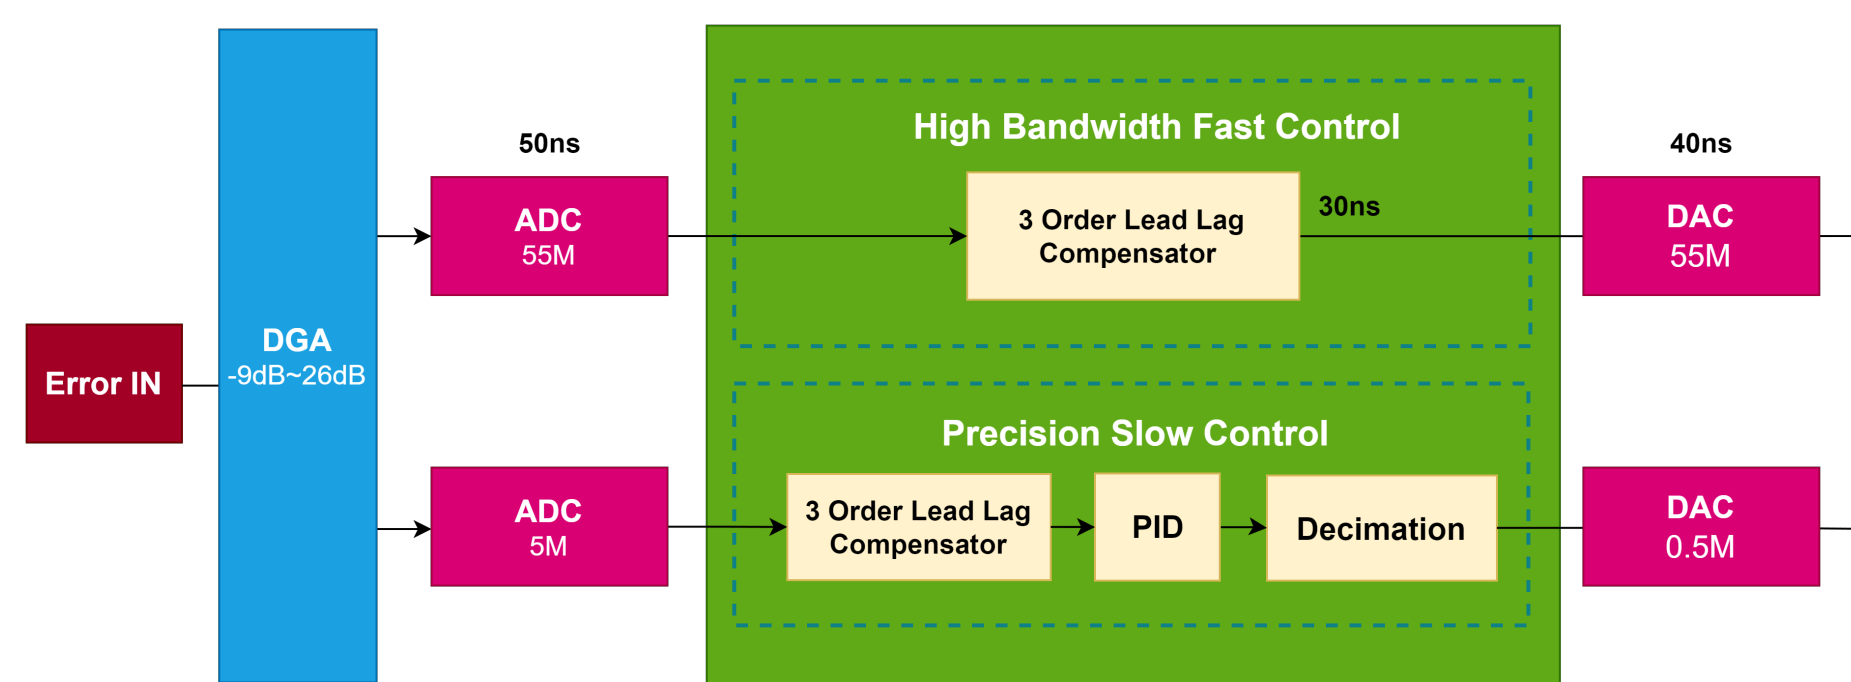 Error IN
DGA
-9dB~26dB
50ns
ADC
55M
ADC
5M
High Bandwidth Fast Control
3 Order Lead Lag
Compensator
30ns
Precision Slow Control
3 Order Lead Lag
Compensator
PID
Decimation
40ns
DAC
55M
DAC
0.5M